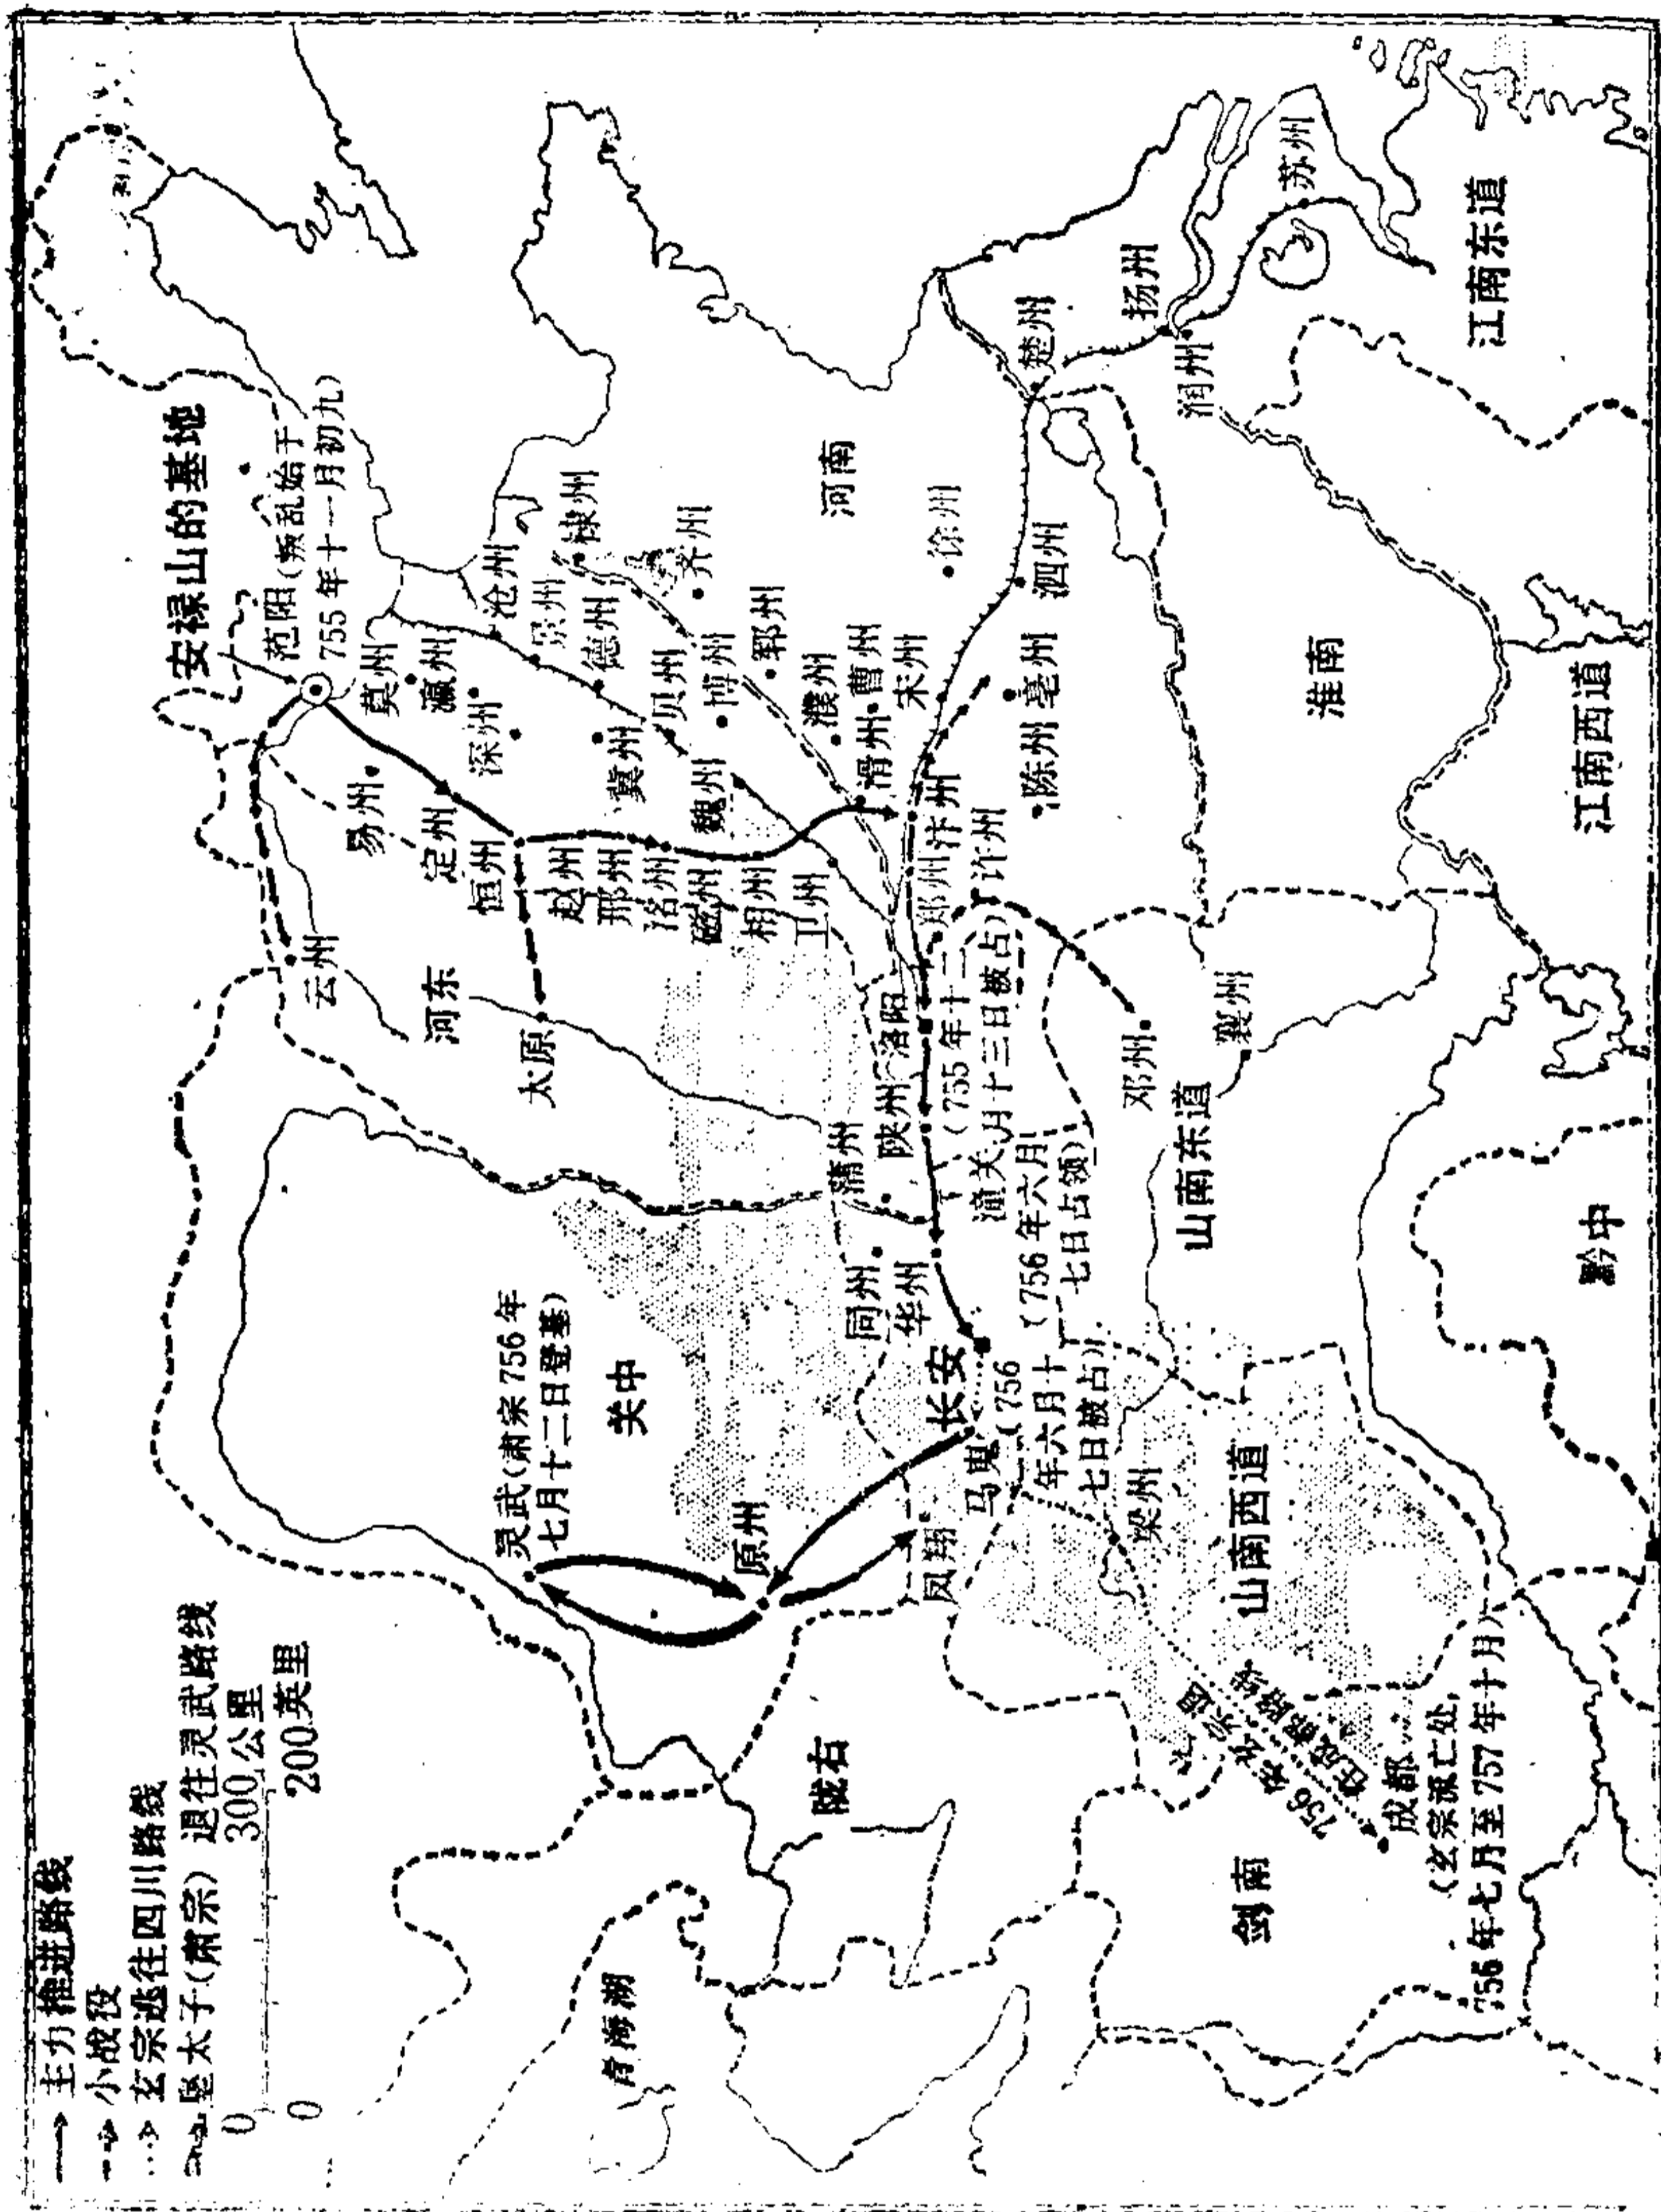 主力推进路线
小战役
玄宗逃往四川路线
皇太子(肃宗)退往灵武路线
0 300公里
0 200英里
安禄山的基地
范阳(叛乱始于
755年十一月初九)
莫州
瀛州
易州
深州
定州
恒州
沧州
景州
棣州
德州
冀州
贝州
齐州
赵州
邢州
洺州
磁州
相州
卫州
魏州
博州
郓州
濮州
滑州
曹州
宋州
河南
徐州
泗州
楚州
扬州
润州
苏州
江南东道
云州
河东
太原
蒲州
陕州
洛阳
(755年十二
月十三日被占)
郑州
汴州
许州
陈州
亳州
淮南
江南西道
潼关
(756年六月
七日占领)
同州
华州
长安
(756
年六月十
七日被占)
马嵬
邓州
襄州
山南东道
黔中
灵武(肃宗756年
七月十二日登基)
关中
原州
凤翔
梁州
山南西道
陇右
青海湖
剑南
756年玄宗退
往成都路线
成都
(玄宗流亡处,
756年七月至757年十月)